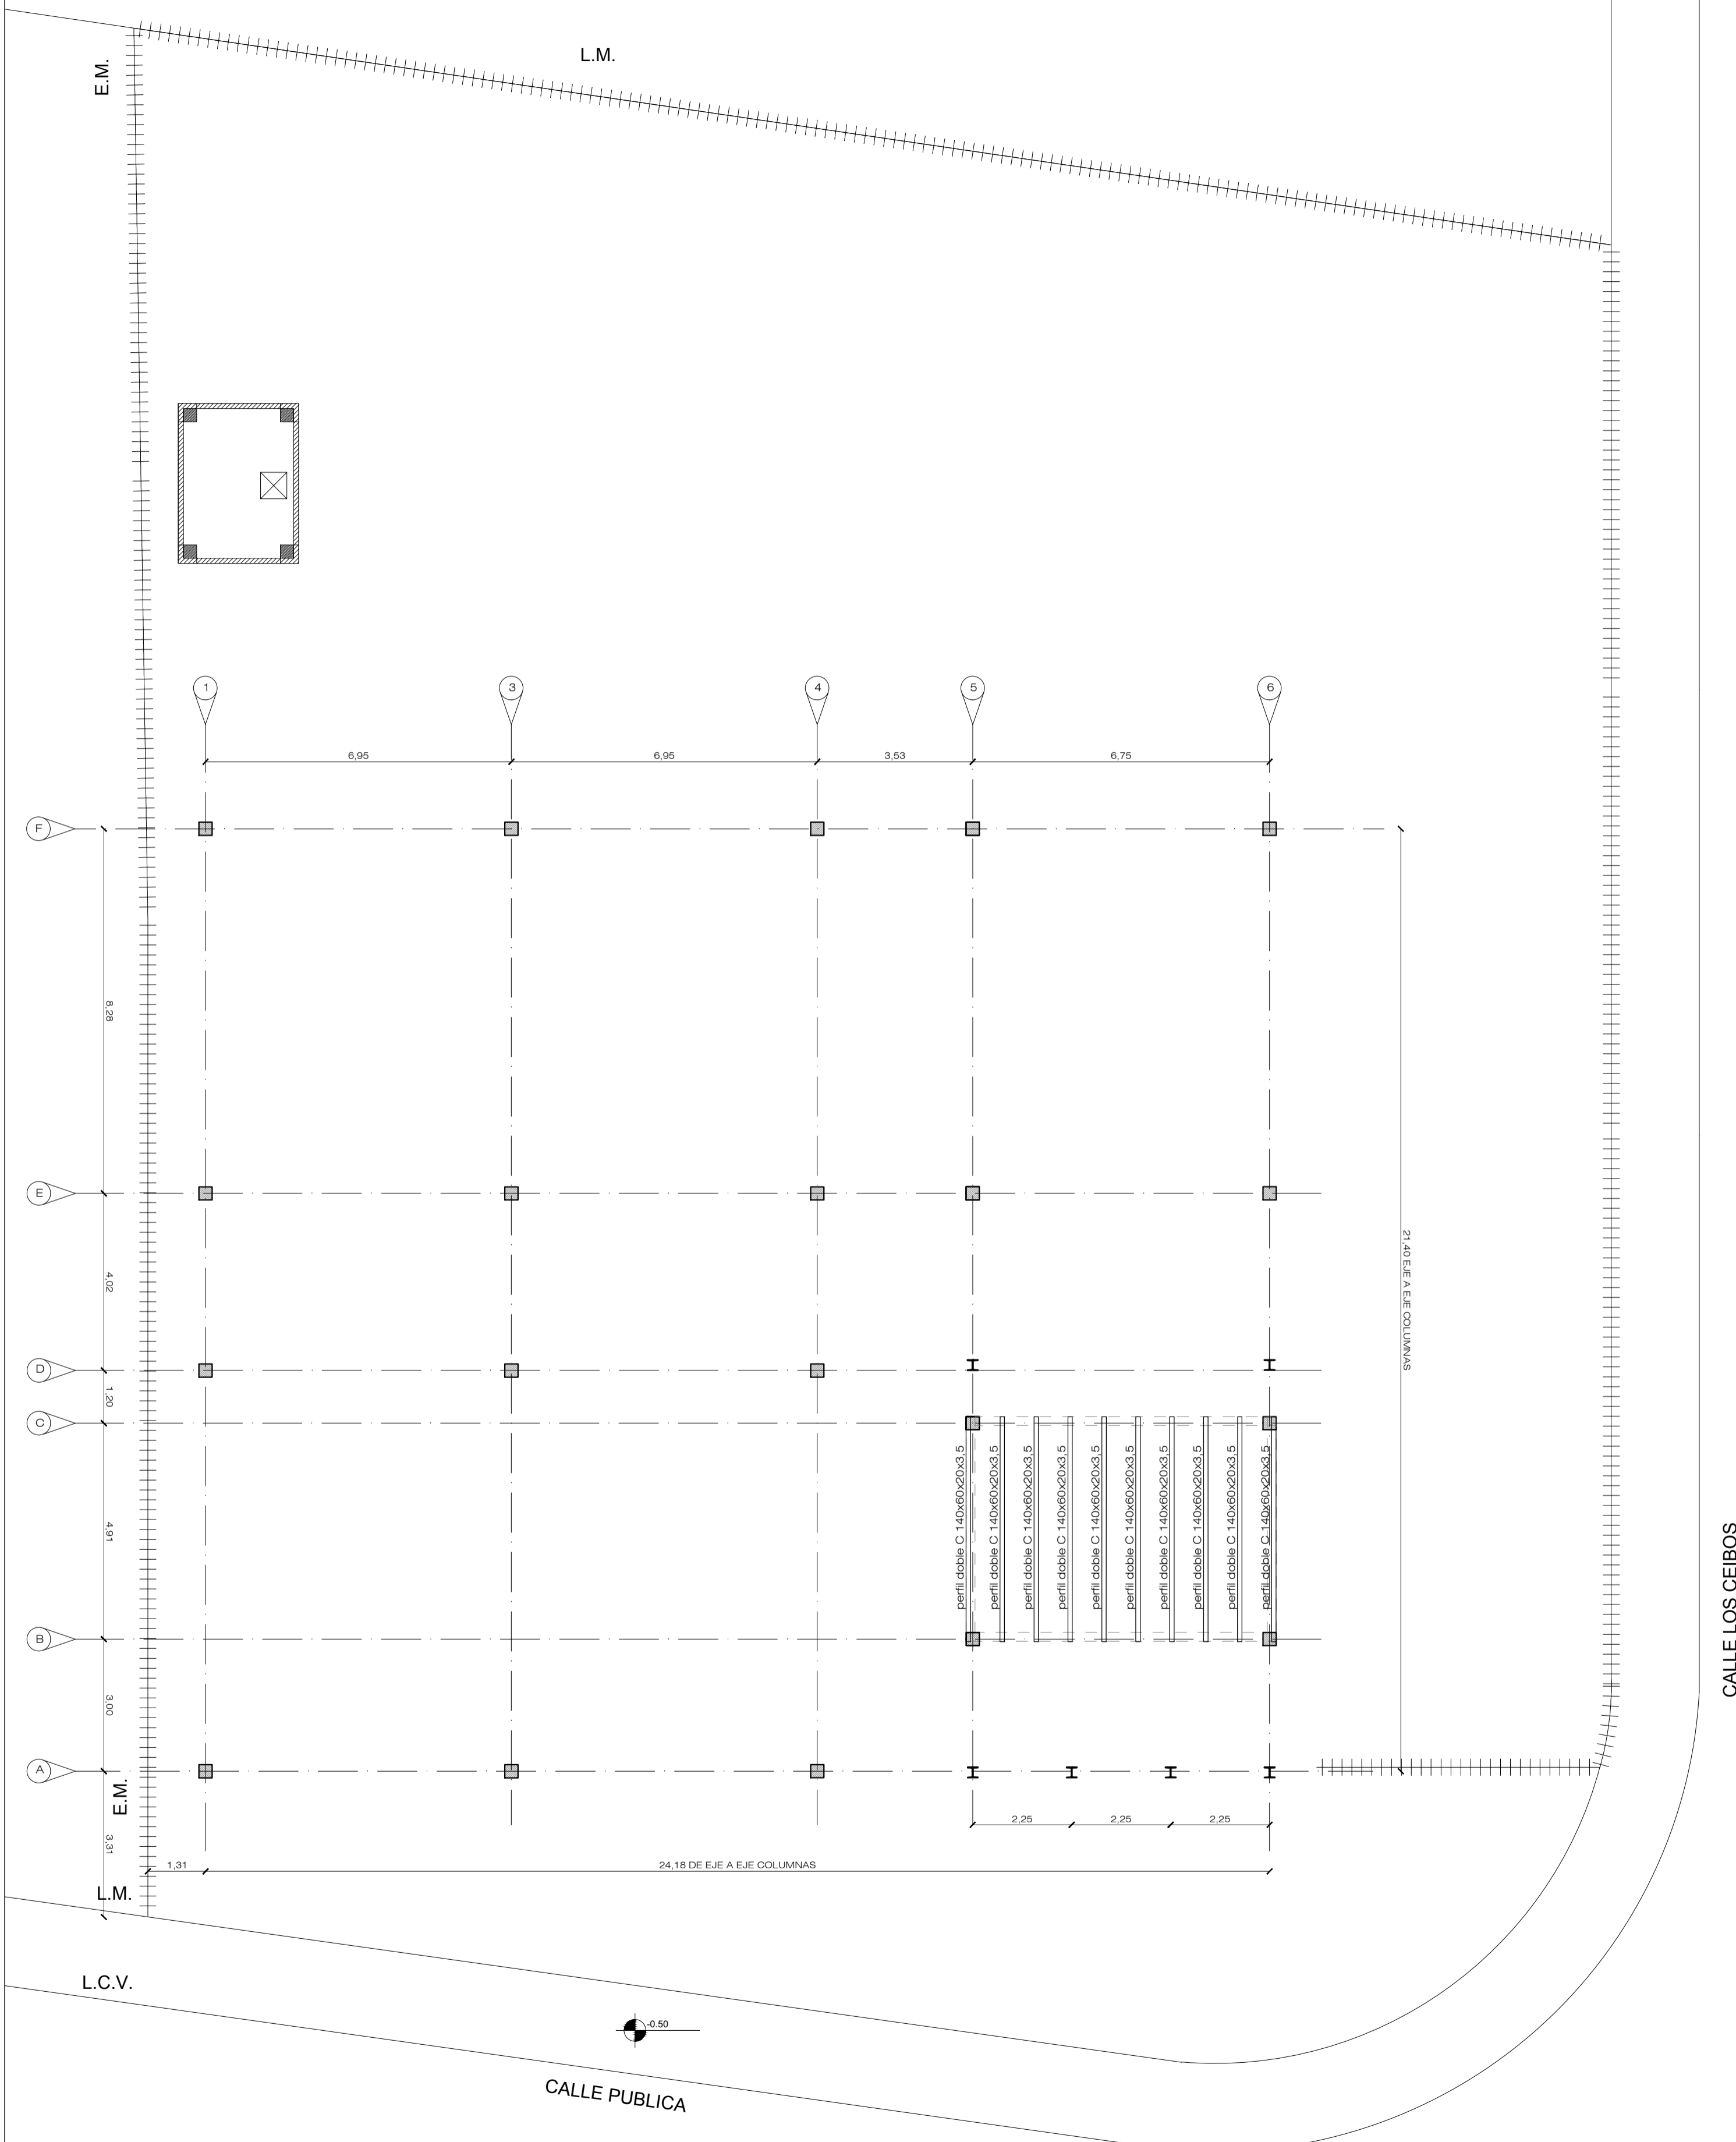 E.M.
L.M.
1
3
4
5
6
6,95
6,95
3,53
6,75
F
8,28
E
4,02
21,40 EJE A EJE COLUMNAS
D
1,20
C
perfil doble C 140x60x20x3,5
perfil doble C 140x60x20x3,5
perfil doble C 140x60x20x3,5
perfil doble C 140x60x20x3,5
perfil doble C 140x60x20x3,5
perfil doble C 140x60x20x3,5
perfil doble C 140x60x20x3,5
perfil doble C 140x60x20x3,5
perfil doble C 140x60x20x3,5
perfil doble C 140x60x20x3,5
4,91
CALLE LOS CEIBOS
B
3,00
A
E.M.
3,31
2,25
2,25
2,25
1,31
24,18 DE EJE A EJE COLUMNAS
L.M.
L.C.V.
-0.50
CALLE PUBLICA